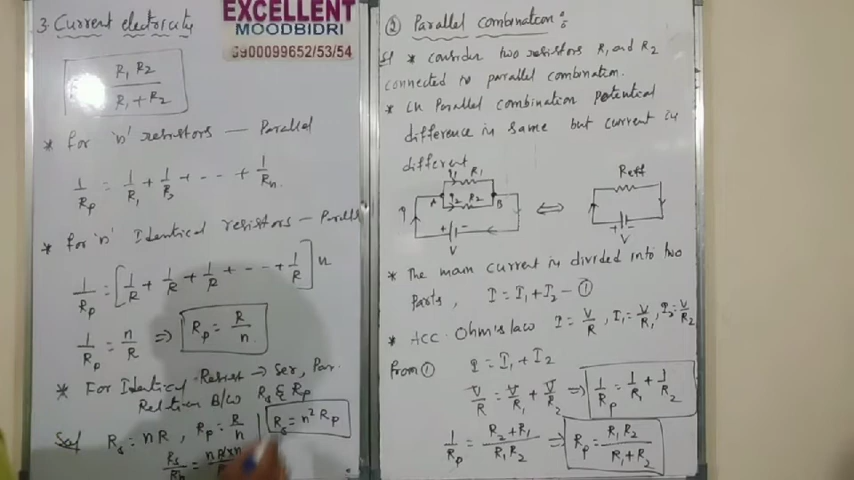 3. Current electricity
EXCELLENT
MOODBIDRI
6900099652/53/54
R₁ R₂ / R₁ + R₂
* For 'n' resistors — Parallel
1/Rp = 1/R₁ + 1/R₂ + - - - + 1/Rn
* For 'n' Identical resistors — Parallel
1/Rp = [1/R + 1/R + 1/R + - - - + 1/R] n
1/Rp = n/R => Rp = R/n
* For Identical Resist → Ser, Par.
Relation B/w Rs & Rp
Sol Rs = nR, Rp = R/n | Rs = n² Rp
② Parallel combination :
* consider two resistors R₁ and R₂
connected in parallel combination.
* In Parallel combination potential
difference is same but current is
different
I₁ R₁
A I₂ R₂ B
I
+ -
V
Reff
+ -
V
* The main current is divided into two
parts, I = I₁ + I₂ — ①
* Acc. Ohm's law I = V/R, I₁ = V/R₁, I₂ = V/R₂
From ① I = I₁ + I₂
V/R = V/R₁ + V/R₂ => 1/Rp = 1/R₁ + 1/R₂
1/Rp = R₂ + R₁ / R₁ R₂ => Rp = R₁ R₂ / R₁ + R₂